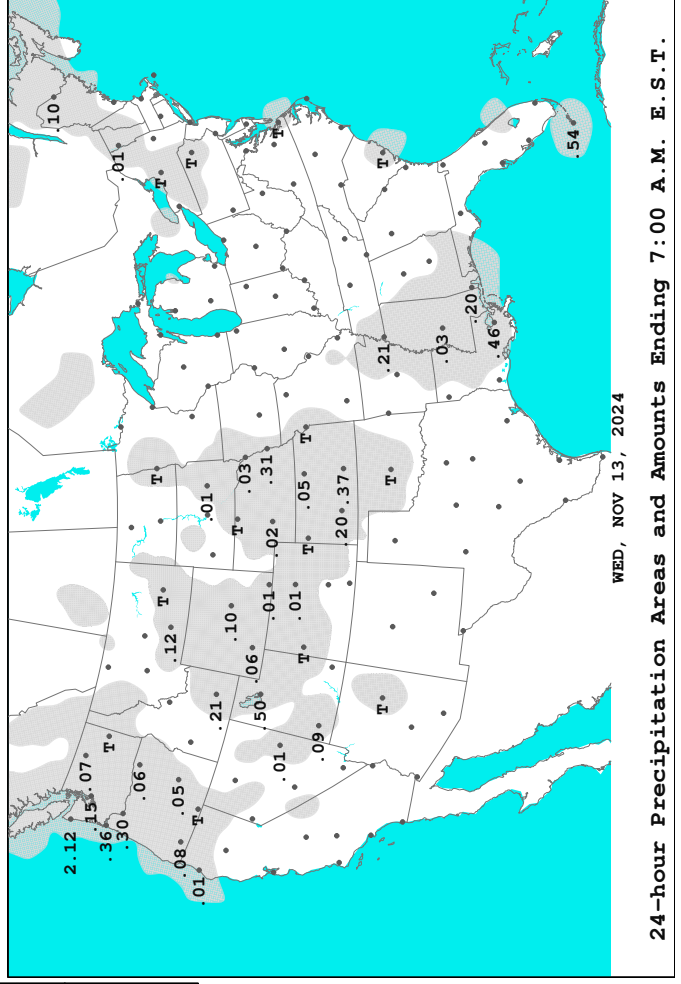 .10
2.12
.07
.15
.36
T
.01
.30
.06
T
T
T
.12
.05
.08
T
T
.01
.01
.21
.10
T
.03
.06
.50
.31
.01
.02
T
.01
.01
T
.05
T
T
.09
.20
.37
T
.21
T
T
.03
.20
.46
.54
WED, NOV 13, 2024
24-hour Precipitation Areas and Amounts Ending 7:00 A.M. E.S.T.